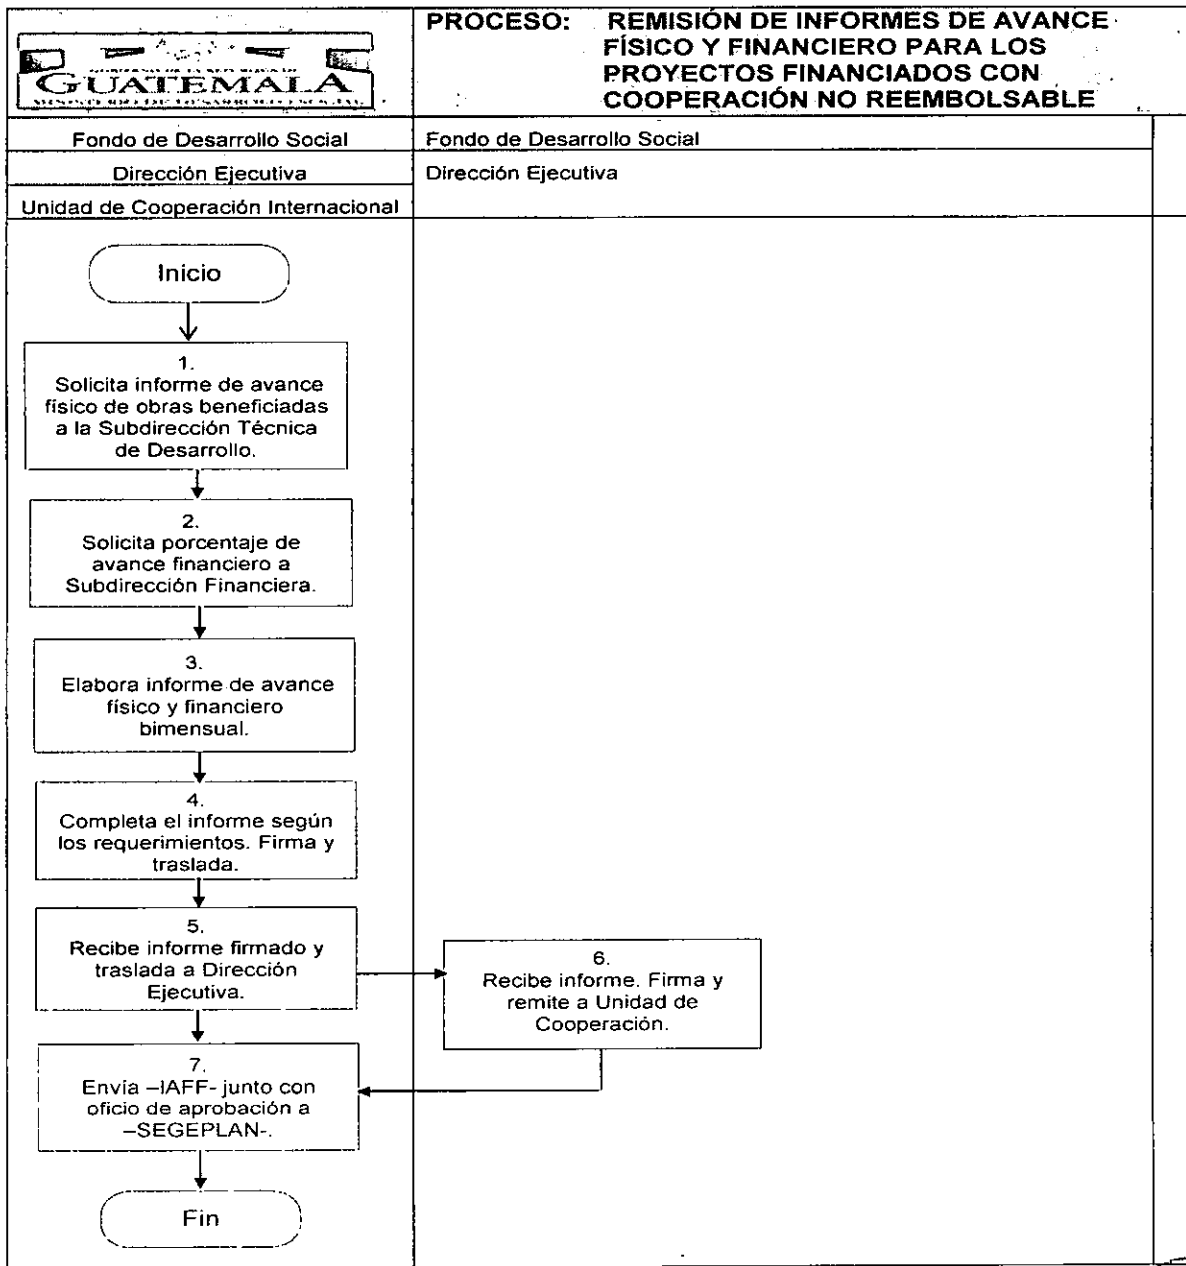 GUATEMALA
PROCESO: REMISIÓN DE INFORMES DE AVANCE
FÍSICO Y FINANCIERO PARA LOS
PROYECTOS FINANCIADOS CON
COOPERACIÓN NO REEMBOLSABLE
Fondo de Desarrollo Social
Fondo de Desarrollo Social
Dirección Ejecutiva
Dirección Ejecutiva
Unidad de Cooperación Internacional
Inicio
1.
Solicita informe de avance
físico de obras beneficiadas
a la Subdirección Técnica
de Desarrollo.
2.
Solicita porcentaje de
avance financiero a
Subdirección Financiera.
3.
Elabora informe de avance
físico y financiero
bimensual.
4.
Completa el informe según
los requerimientos. Firma y
traslada.
5.
Recibe informe firmado y
traslada a Dirección
Ejecutiva.
6.
Recibe informe. Firma y
remite a Unidad de
Cooperación.
7.
Envía –IAFF- junto con
oficio de aprobación a
–SEGEPLAN-.
Fin